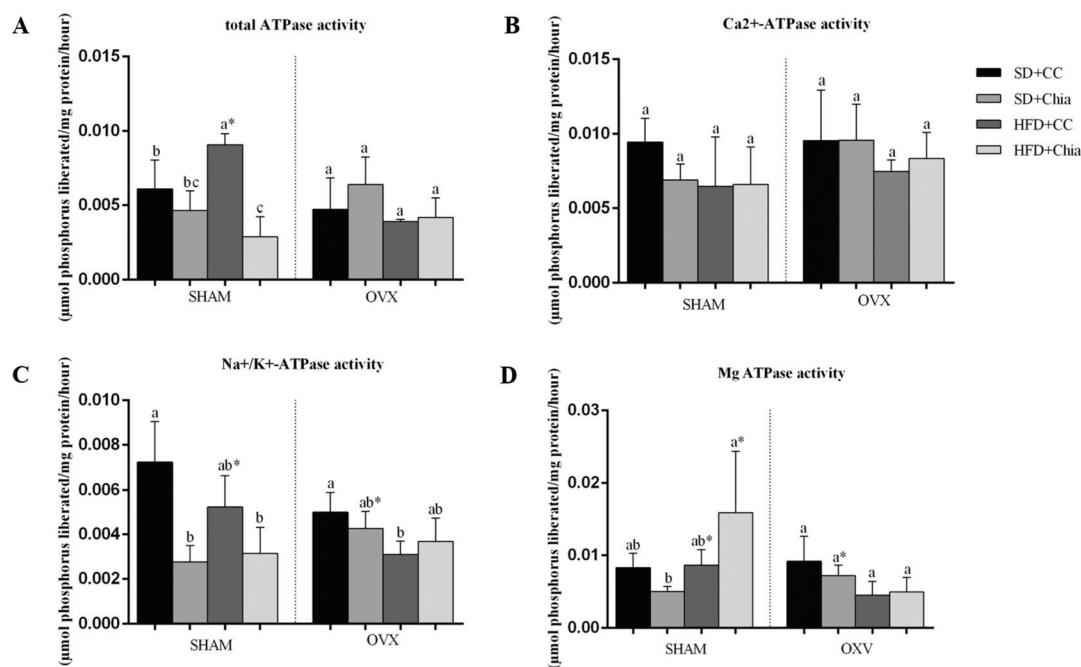 A
total ATPase activity
(µmol phosphorus liberated/mg protein/hour)
0.015
0.010
0.005
0.000
b
bc
a*
c
a
a
a
a
SHAM
OVX
B
Ca2+-ATPase activity
(µmol phosphorus liberated/mg protein/hour)
0.015
0.010
0.005
0.000
a
a
a
a
a
a
a
a
SHAM
OVX
SD+CC
SD+Chia
HFD+CC
HFD+Chia
C
Na+/K+-ATPase activity
(µmol phosphorus liberated/mg protein/hour)
0.010
0.008
0.006
0.004
0.002
0.000
a
b
ab*
b
a
ab*
b
ab
SHAM
OVX
D
Mg ATPase activity
(µmol phosphorus liberated/mg protein/hour)
0.03
0.02
0.01
0.00
ab
b
ab*
a*
a
a*
a
a
SHAM
OXV